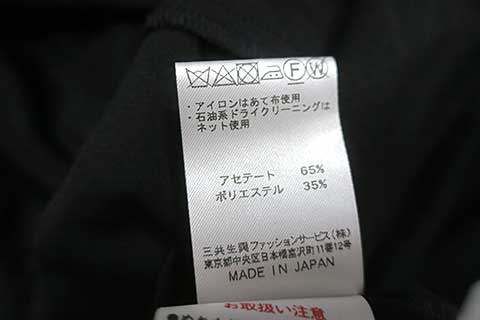 F W
・アイロンはあて布使用
・石油系ドライクリーニングは
ネット使用
アセテート 65%
ポリエステル 35%
三共生興ファッションサービス(株)
東京都中央区日本橋富沢町11番12号
MADE IN JAPAN
お取扱い注意